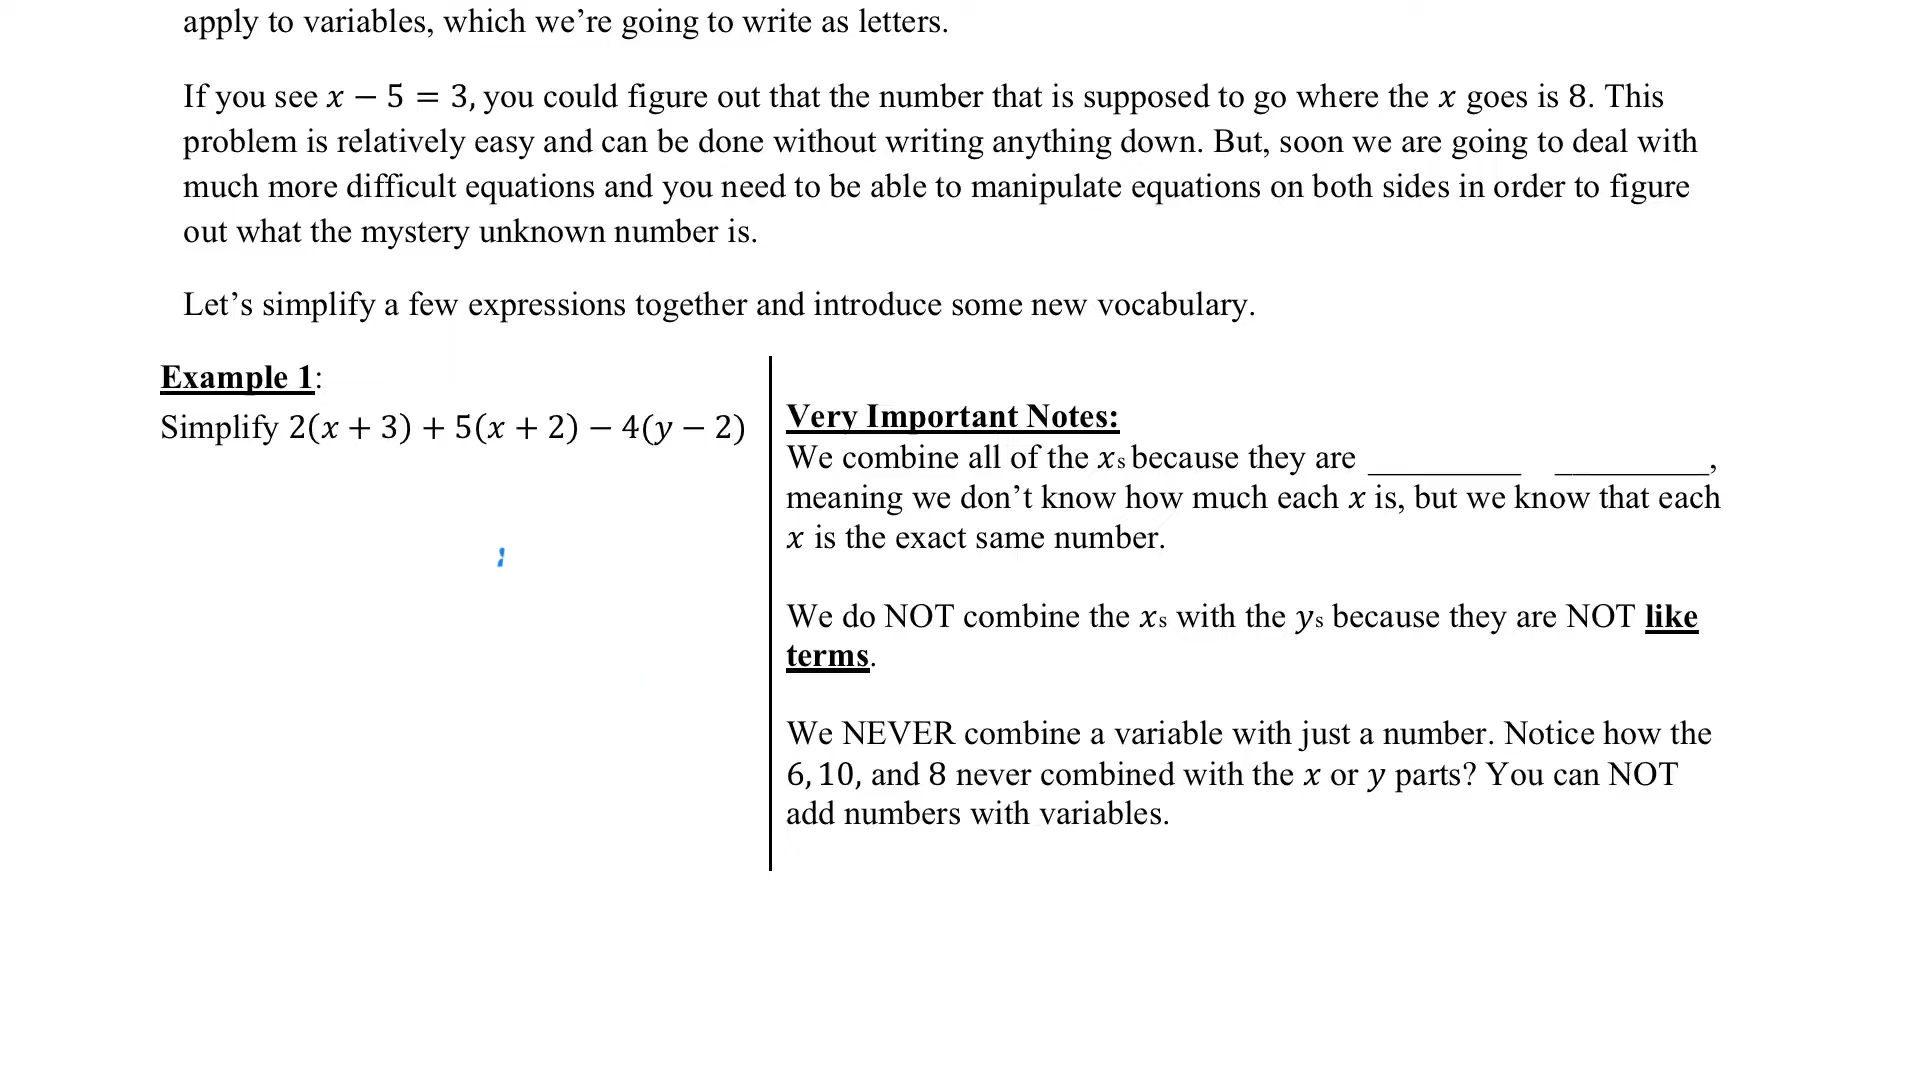 apply to variables, which we’re going to write as letters.
If you see x − 5 = 3, you could figure out that the number that is supposed to go where the x goes is 8. This
problem is relatively easy and can be done without writing anything down. But, soon we are going to deal with
much more difficult equations and you need to be able to manipulate equations on both sides in order to figure
out what the mystery unknown number is.
Let’s simplify a few expressions together and introduce some new vocabulary.
Example 1:
Simplify 2(x + 3) + 5(x + 2) − 4(y − 2)
Very Important Notes:
We combine all of the xs because they are _________ _________,
meaning we don’t know how much each x is, but we know that each
x is the exact same number.
We do NOT combine the xs with the ys because they are NOT like
terms.
We NEVER combine a variable with just a number. Notice how the
6, 10, and 8 never combined with the x or y parts? You can NOT
add numbers with variables.